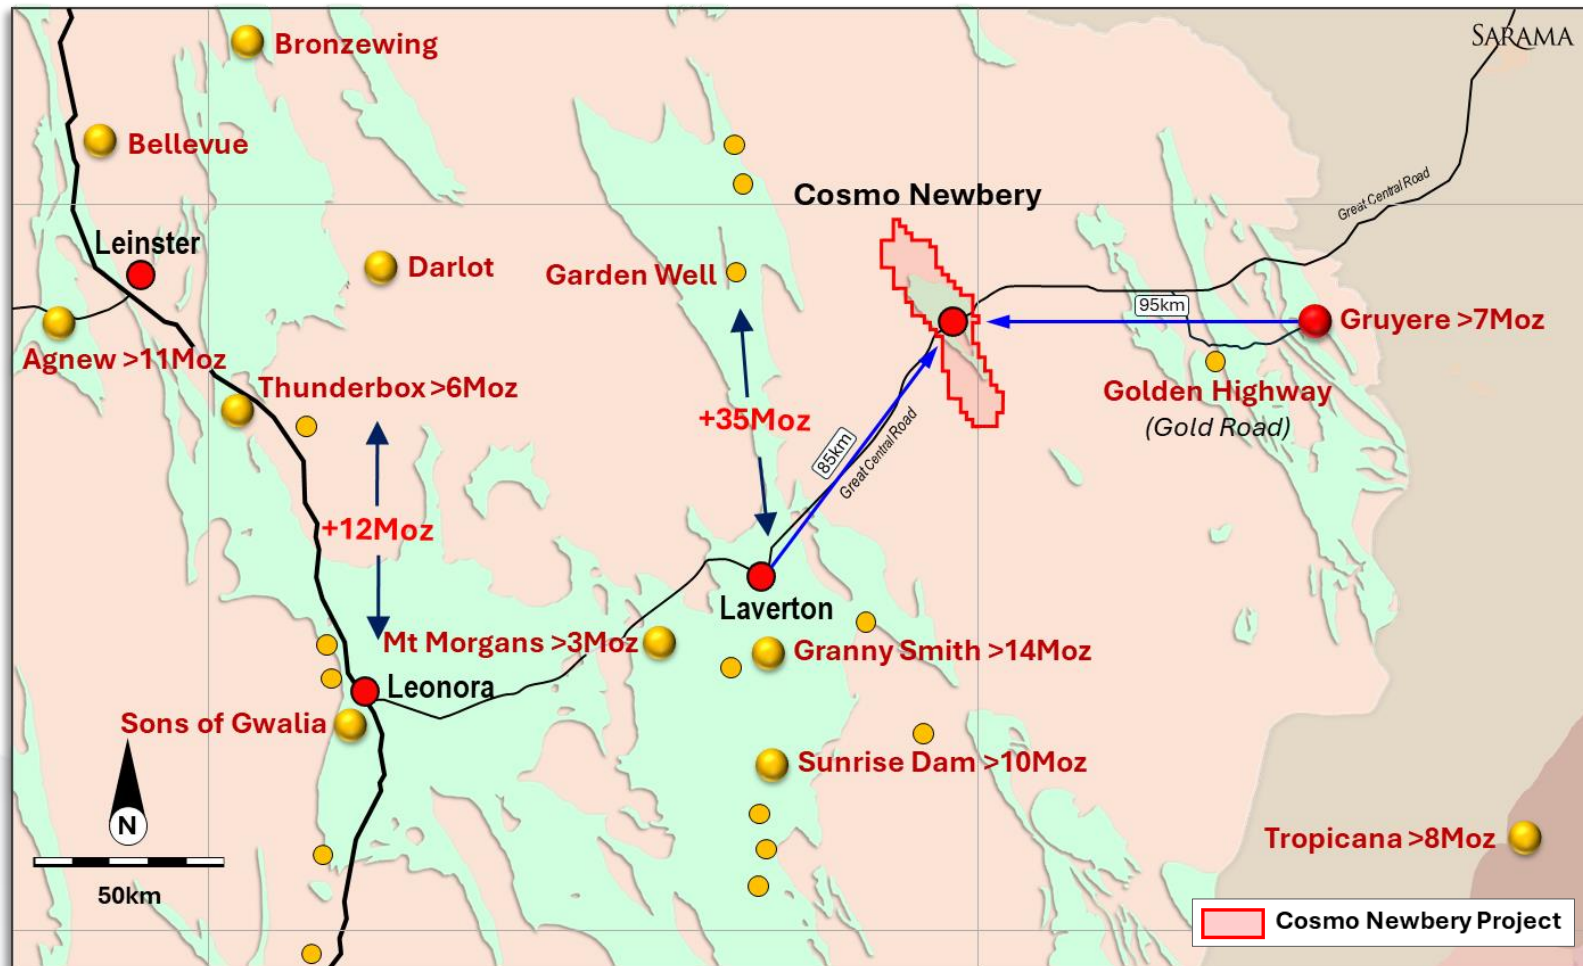 SARAMA
Bronzewing
Bellevue
Cosmo Newbery
Great Central Road
Leinster
Darlot
Garden Well
95km
Gruyere >7Moz
Agnew >11Moz
Thunderbox >6Moz
Golden Highway
(Gold Road)
+35Moz
85km
Great Central Road
+12Moz
Laverton
Mt Morgans >3Moz
Granny Smith >14Moz
Leonora
Sons of Gwalia
Sunrise Dam >10Moz
N
Tropicana >8Moz
50km
Cosmo Newbery Project